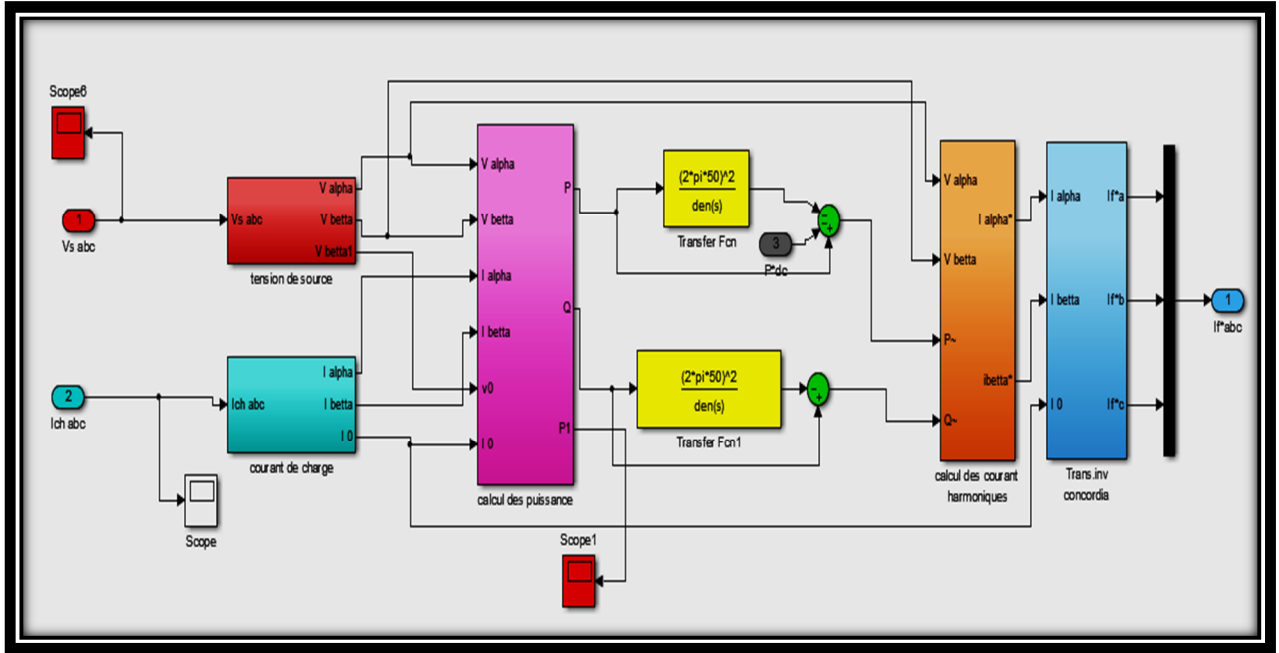 Scope6
1
Vs abc
Vs abc
V alpha
V betta
V betta1
tension de source
2
Ich abc
Ich abc
I alpha
I betta
I 0
courant de charge
Scope
V alpha
V betta
I alpha
I betta
v0
I 0
P
Q
P1
calcul des puissance
Scope1
(2*pi*50)^2
den(s)
Transfer Fcn
3
P*dc
(2*pi*50)^2
den(s)
Transfer Fcn1
V alpha
V betta
P~
Q~
I alpha*
ibetta*
calcul des courant
harmoniques
I alpha
I betta
I 0
If*a
If*b
If*c
Trans.inv
concordia
1
If*abc